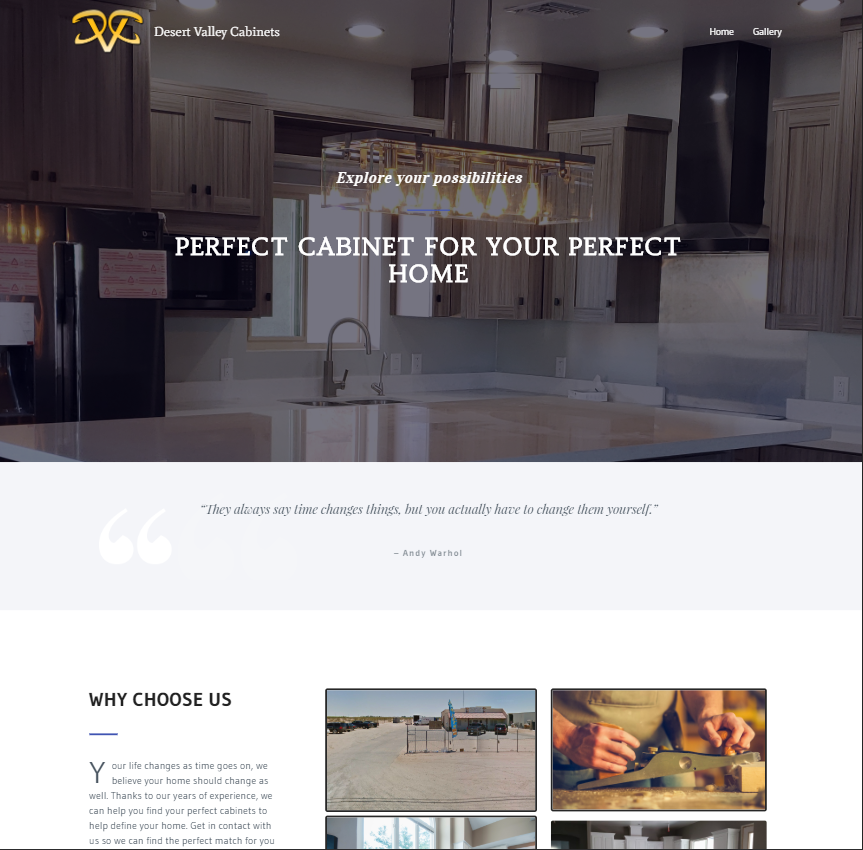 Desert Valley Cabinets
Home Gallery
Explore your possibilities
PERFECT CABINET FOR YOUR PERFECT
HOME
“They always say time changes things, but you actually have to change them yourself.”
– Andy Warhol
WHY CHOOSE US
Your life changes as time goes on, we
believe your home should change as
well. Thanks to our years of experience, we
can help you find your perfect cabinets to
help define your home. Get in contact with
us so we can find the perfect match for you